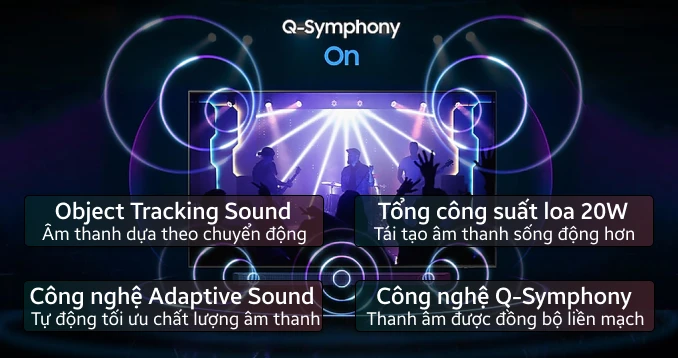 Q-Symphony
On
Object Tracking Sound
Âm thanh dựa theo chuyển động
Tổng công suất loa 20W
Tái tạo âm thanh sống động hơn
Công nghệ Adaptive Sound
Tự động tối ưu chất lượng âm thanh
Công nghệ Q-Symphony
Thanh âm được đồng bộ liền mạch